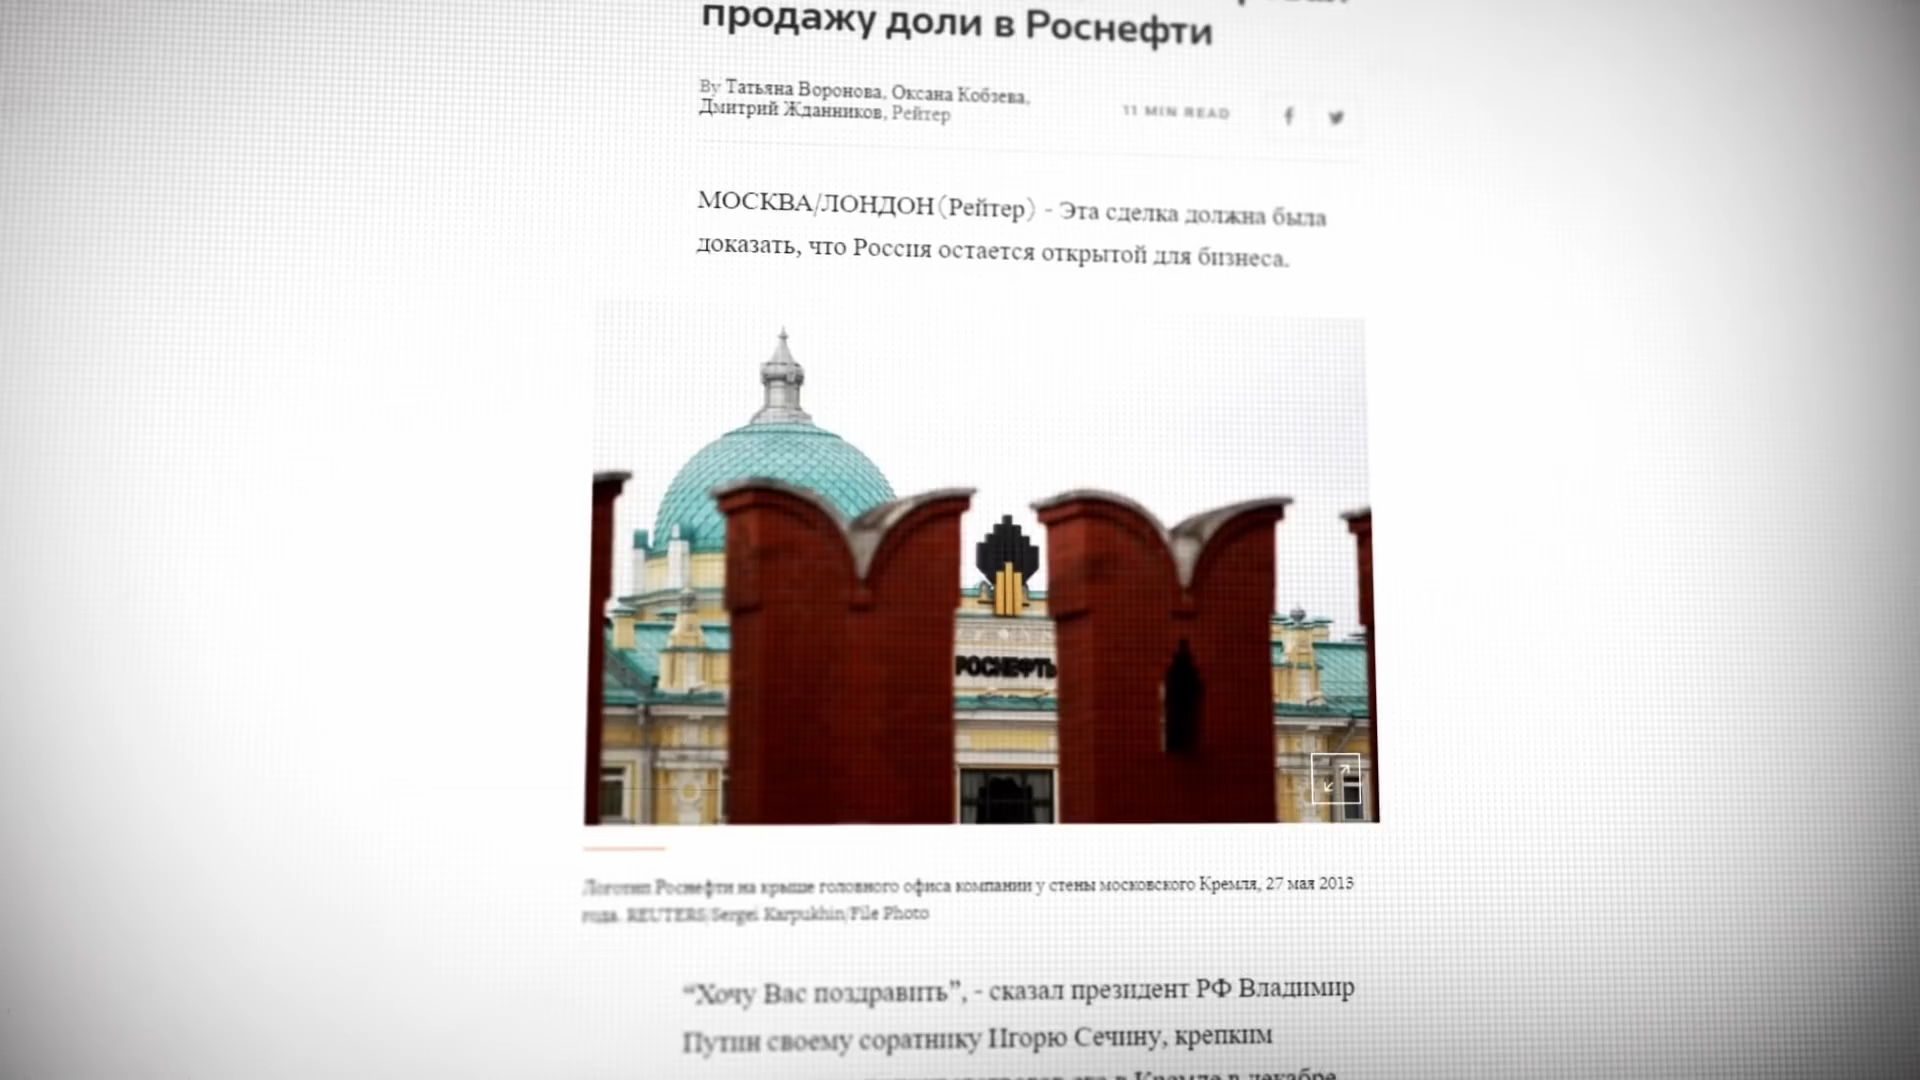 продажу доли в Роснефти
By Татьяна Воронова, Оксана Кобзева,
Дмитрий Жданников, Рейтер
11 MIN READ
МОСКВА/ЛОНДОН (Рейтер) - Эта сделка должна была
доказать, что Россия остается открытой для бизнеса.
РОСНЕФТЬ
Логотип Роснефти на крыше головного офиса компании у стены московского Кремля, 27 мая 2013
года. REUTERS/Sergei Karpukhin/File Photo
“Хочу Вас поздравить”, - сказал президент РФ Владимир
Путин своему соратнику Игорю Сечину, крепким
в Кремле в декабре